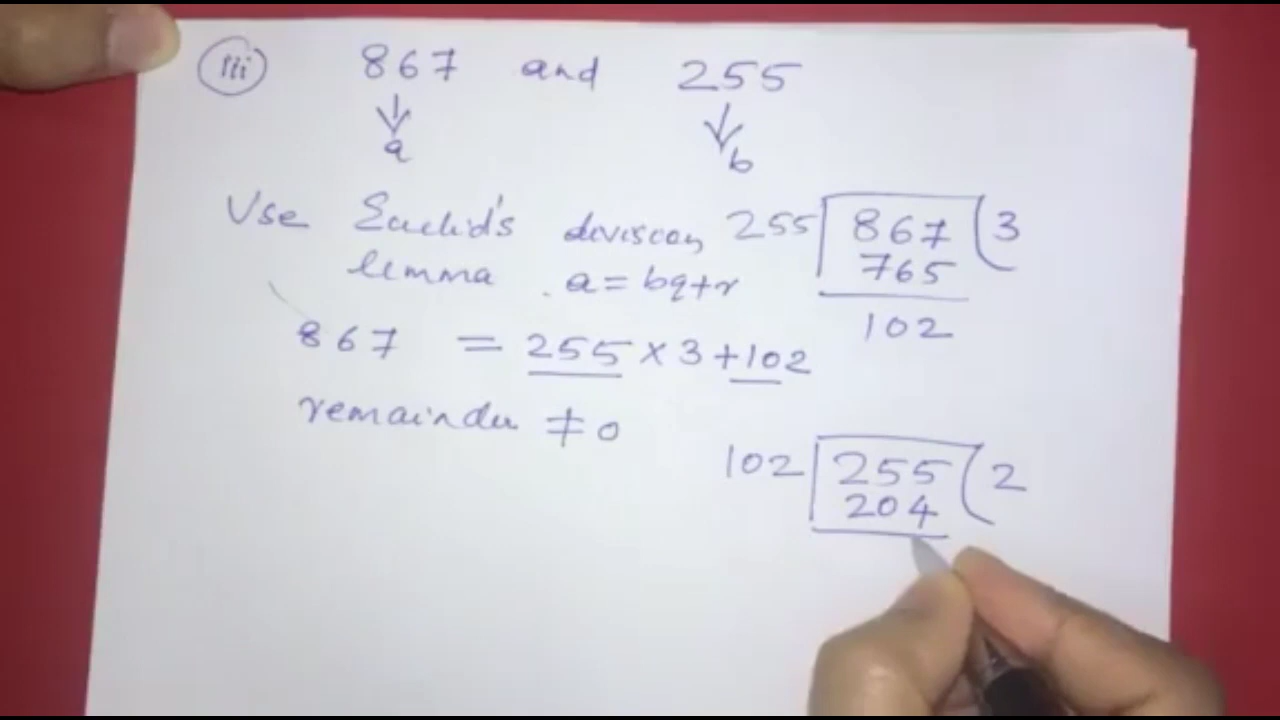 (iii) 867 and 255
↓ ↓
a b
Use Euclid's division
lemma . a = bq+r
867 = 255 × 3 + 102
remainder ≠ 0
255 867 3
765
102
102 255 2
204